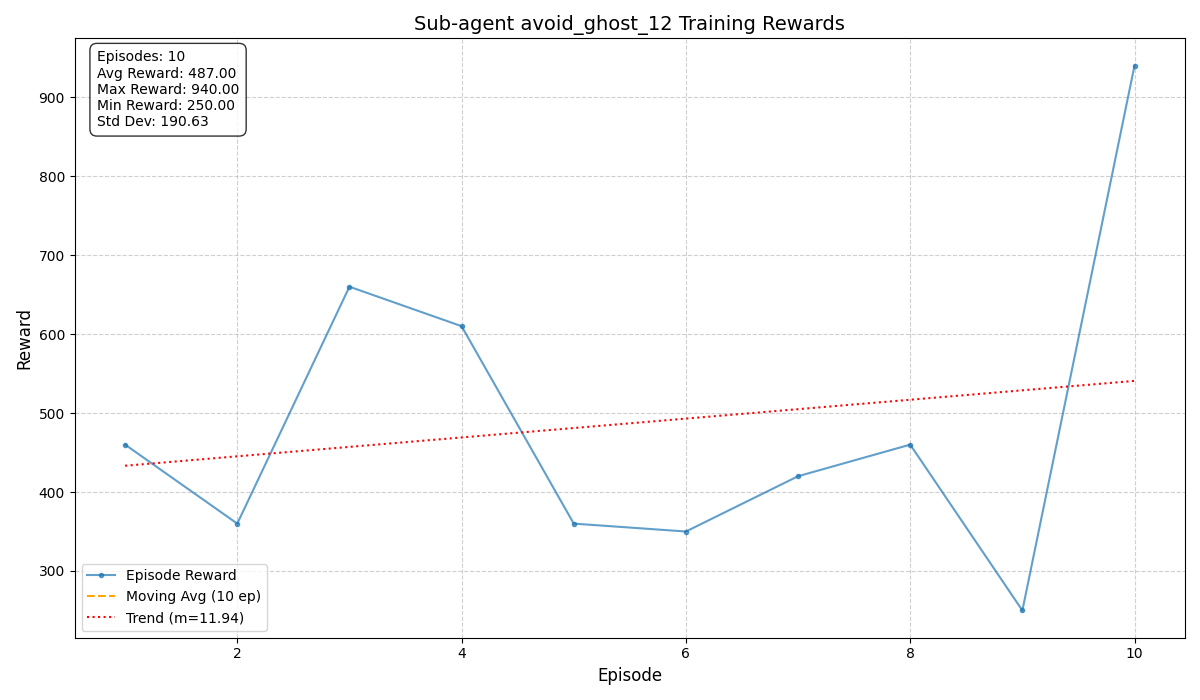 Sub-agent avoid_ghost_12 Training Rewards
Episodes: 10
Avg Reward: 487.00
Max Reward: 940.00
Min Reward: 250.00
Std Dev: 190.63
900
800
700
600
500
400
300
Reward
Episode Reward
Moving Avg (10 ep)
Trend (m=11.94)
2 4 6 8 10
Episode